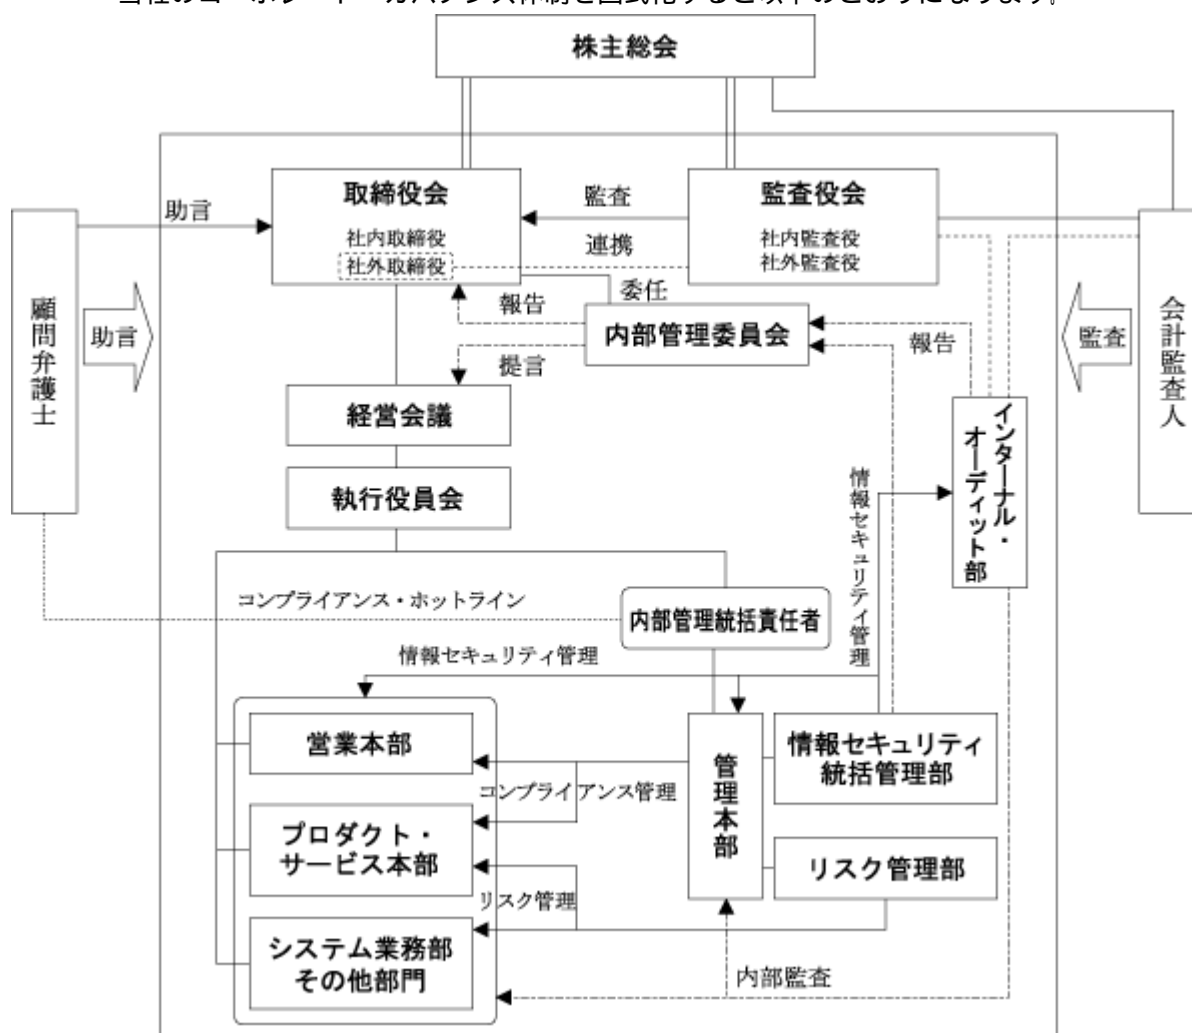 当社のコーポレート・ガバナンス体制を図式化すると以下のとおりになります。
株主総会
取締役会
社内取締役
社外取締役
監査
連携
監査役会
社内監査役
社外監査役
助言
顧問弁護士
助言
委任
報告
内部管理委員会
提言
報告
監査
会計監査人
経営会議
執行役員会
インターナル・
オーディット部
情報セキュリティ管理
コンプライアンス・ホットライン
内部管理統括責任者
情報セキュリティ管理
営業本部
コンプライアンス管理
プロダクト・
サービス本部
リスク管理
システム業務部
その他部門
管理本部
情報セキュリティ
統括管理部
リスク管理部
内部監査